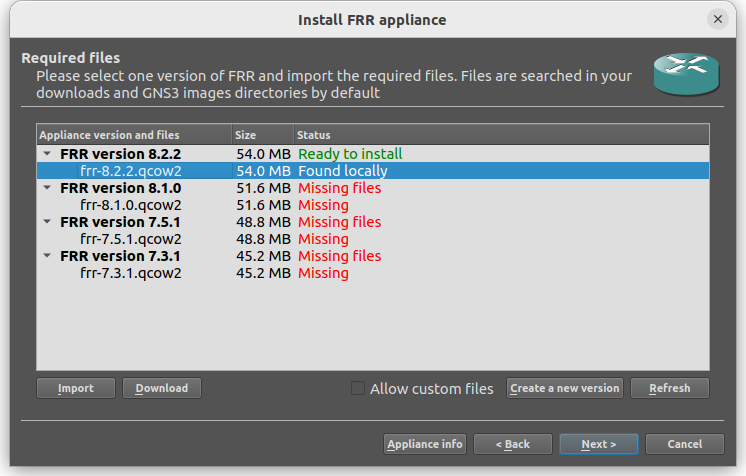 Install FRR appliance
Required files
Please select one version of FRR and import the required files. Files are searched in your
downloads and GNS3 images directories by default
Appliance version and files Size Status
FRR version 8.2.2 54.0 MB Ready to install
frr-8.2.2.qcow2 54.0 MB Found locally
FRR version 8.1.0 51.6 MB Missing files
frr-8.1.0.qcow2 51.6 MB Missing
FRR version 7.5.1 48.8 MB Missing files
frr-7.5.1.qcow2 48.8 MB Missing
FRR version 7.3.1 45.2 MB Missing files
frr-7.3.1.qcow2 45.2 MB Missing
Import Download Allow custom files Create a new version Refresh
Appliance info < Back Next > Cancel